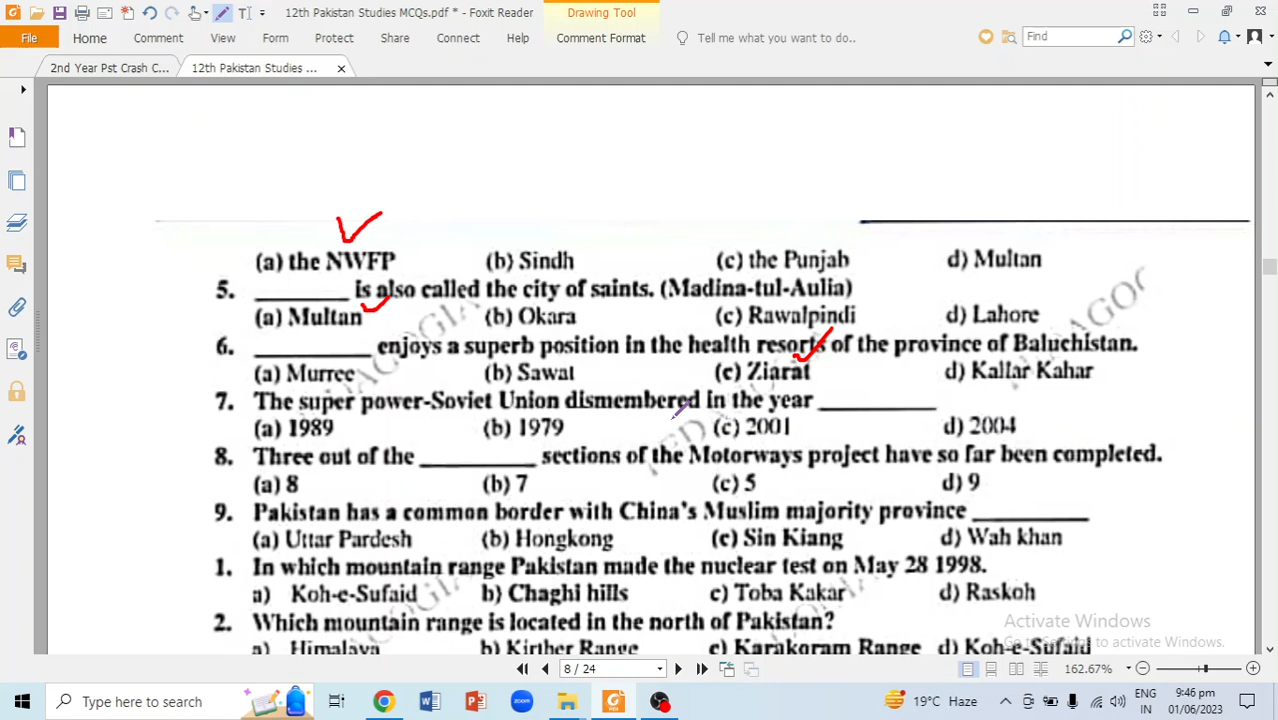 12th Pakistan Studies MCQs.pdf * - Foxit Reader
Drawing Tool
File Home Comment View Form Protect Share Connect Help Comment Format Tell me what you want to do.. Find
2nd Year Pst Crash C... 12th Pakistan Studies ...
(a) the NWFP (b) Sindh (c) the Punjab d) Multan
5. ________ is also called the city of saints. (Madina-tul-Aulia)
(a) Multan (b) Okara (c) Rawalpindi d) Lahore
6. __________ enjoys a superb position in the health resorts of the province of Baluchistan.
(a) Murree (b) Sawat (c) Ziarat d) Kallar Kahar
7. The super power-Soviet Union dismembered in the year __________
(a) 1989 (b) 1979 (c) 2001 d) 2004
8. Three out of the __________ sections of the Motorways project have so far been completed.
(a) 8 (b) 7 (c) 5 d) 9
9. Pakistan has a common border with China's Muslim majority province __________
(a) Uttar Pardesh (b) Hongkong (c) Sin Kiang d) Wah khan
1. In which mountain range Pakistan made the nuclear test on May 28 1998.
a) Koh-e-Sufaid b) Chaghi hills c) Toba Kakar d) Raskoh
2. Which mountain range is located in the north of Pakistan?
a) Himalaya b) Kirther Range c) Karakoram Range d) Koh-e-Sufaid
Activate Windows
Go to Settings to activate Windows.
8 / 24 162.67%
Type here to search 19°C Haze ENG IN 9:46 pm 01/06/2023